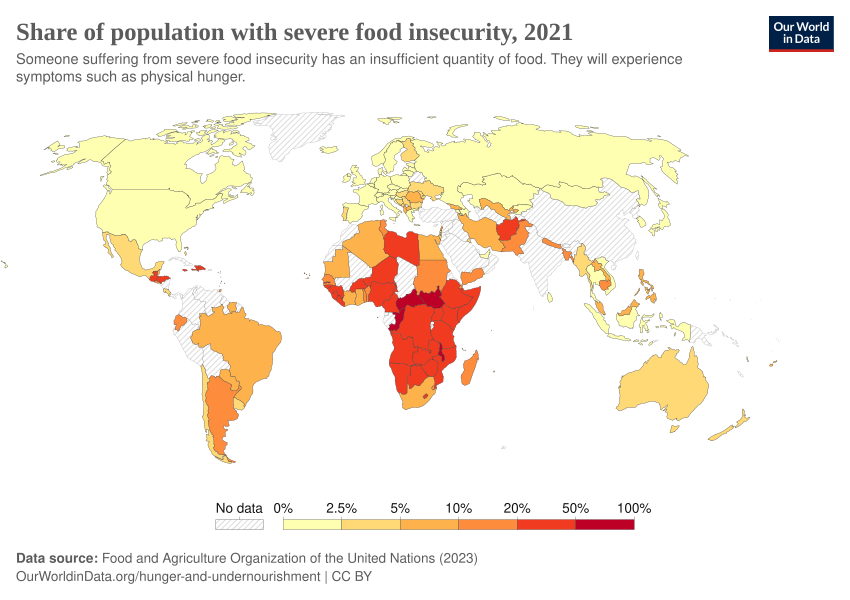 Share of population with severe food insecurity, 2021
Our World
in Data
Someone suffering from severe food insecurity has an insufficient quantity of food. They will experience
symptoms such as physical hunger.
No data 0% 2.5% 5% 10% 20% 50% 100%
Data source: Food and Agriculture Organization of the United Nations (2023)
OurWorldinData.org/hunger-and-undernourishment | CC BY